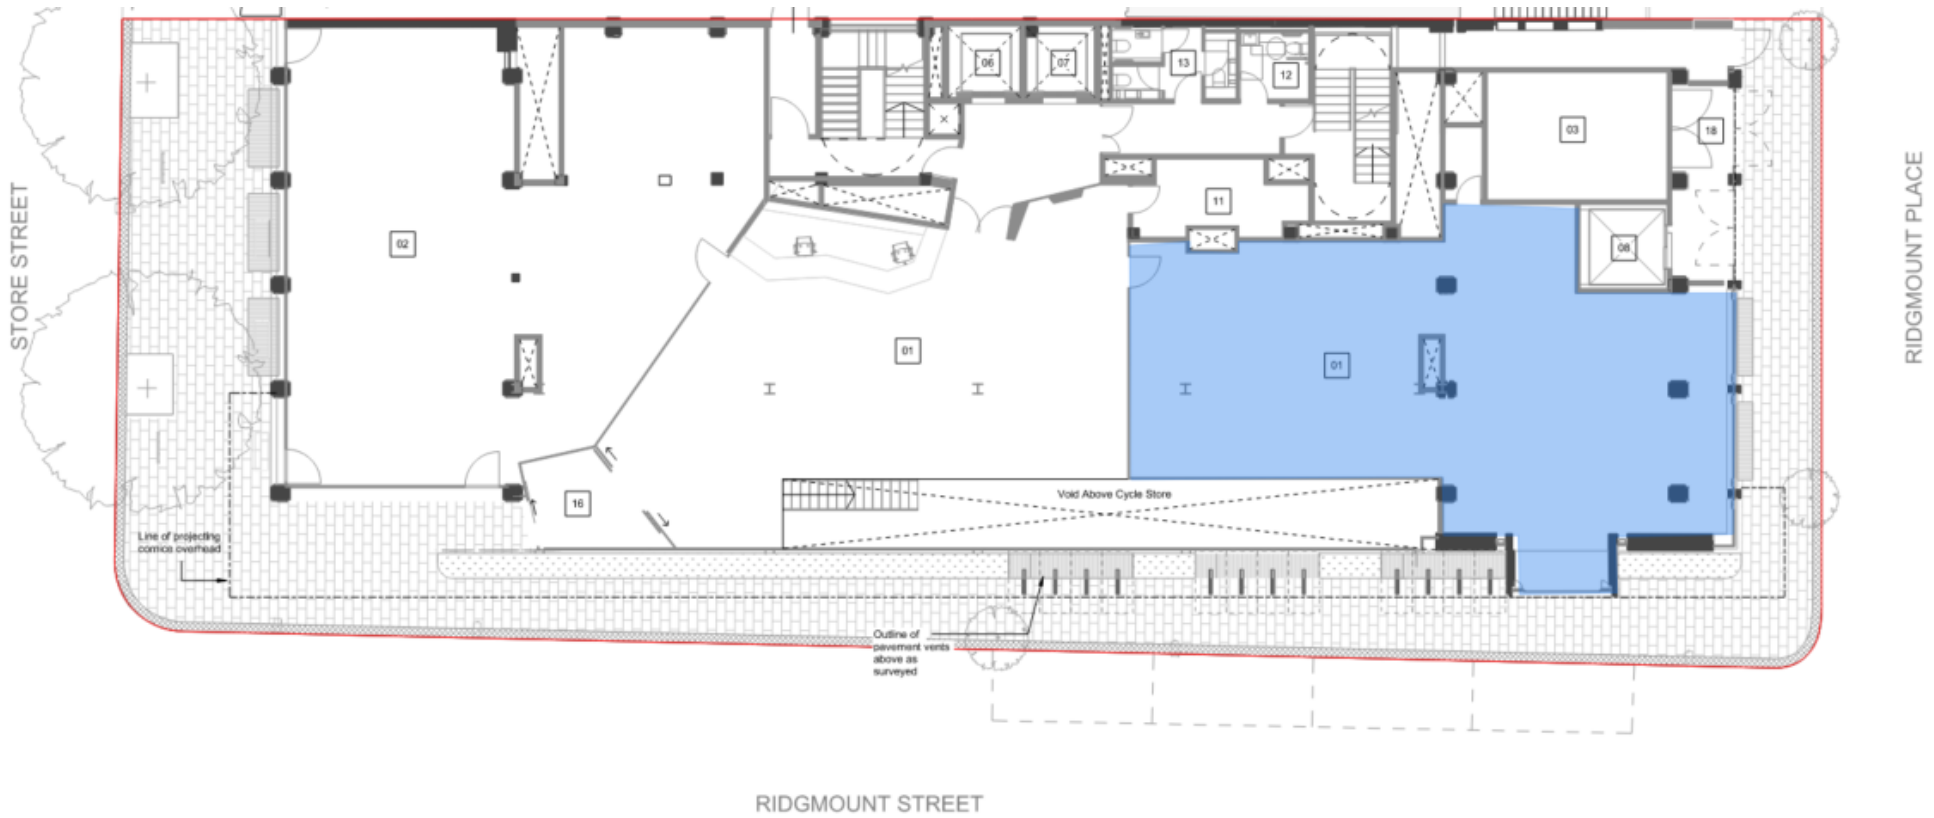 06
07
13
12
03
18
11
02
08
01
01
Void Above Cycle Store
16
Line of projecting
cornice overhead
Outline of
pavement vents
above as
surveyed
STORE STREET
RIDGMOUNT PLACE
RIDGMOUNT STREET